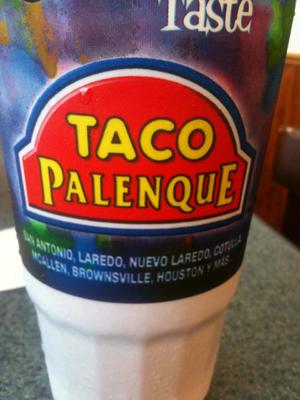 Taste
TACO
PALENQUE
SAN ANTONIO, LAREDO, NUEVO LAREDO, COTULLA,
MCALLEN, BROWNSVILLE, HOUSTON Y MAS.